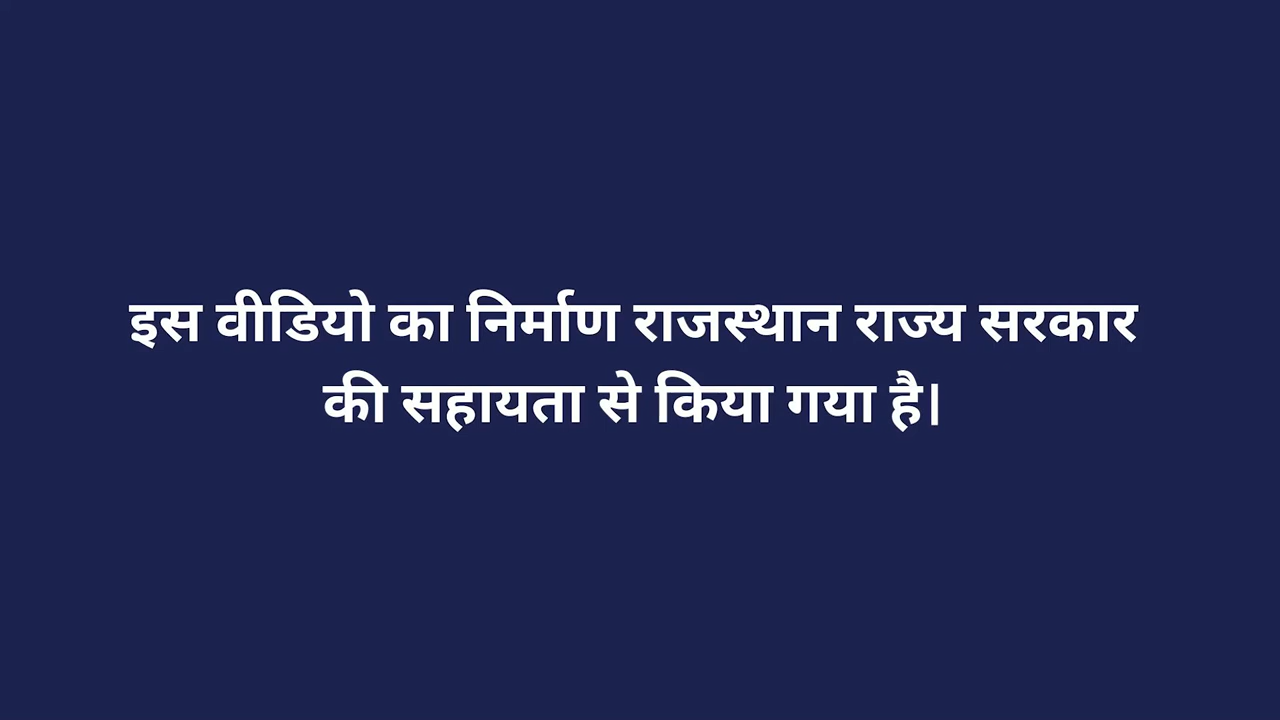 इस वीडियो का निर्माण राजस्थान राज्य सरकार
की सहायता से किया गया है।